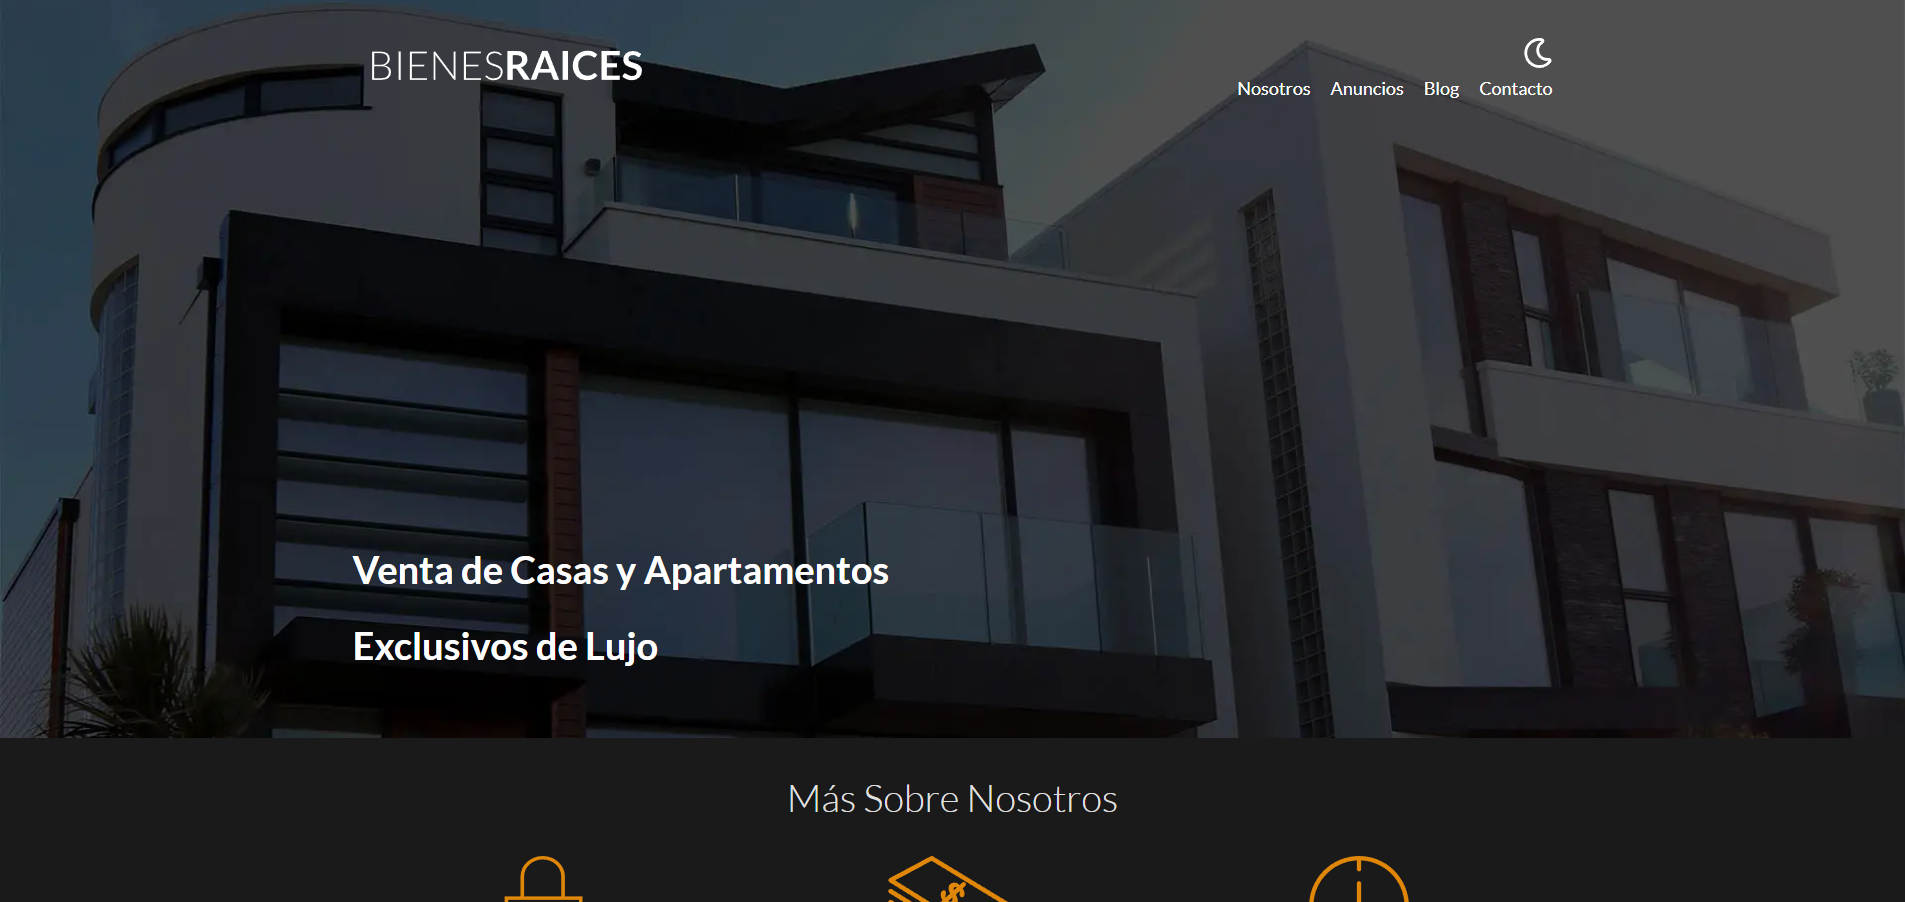 BIENESRAICES
Nosotros Anuncios Blog Contacto
Venta de Casas y Apartamentos
Exclusivos de Lujo
Más Sobre Nosotros
$